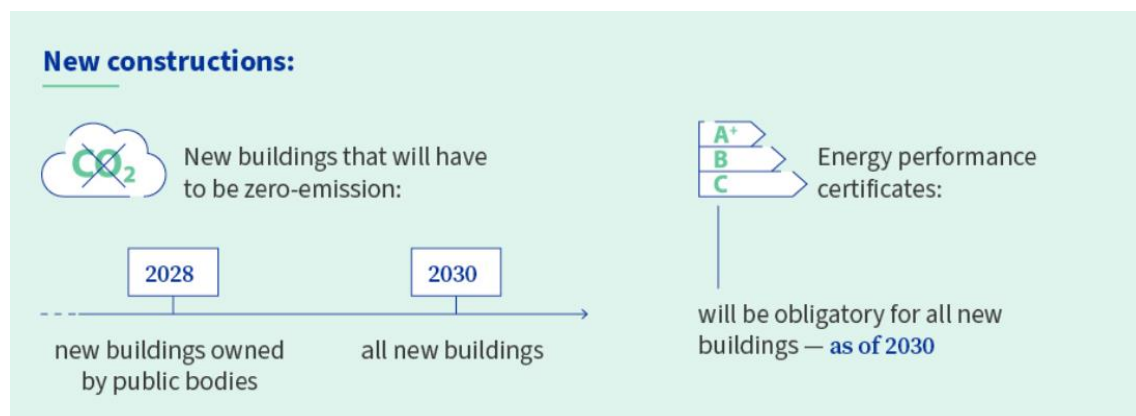 New constructions:
CO₂
New buildings that will have
to be zero-emission:
2028
2030
new buildings owned
by public bodies
all new buildings
A⁺
B
C
Energy performance
certificates:
will be obligatory for all new
buildings — as of 2030